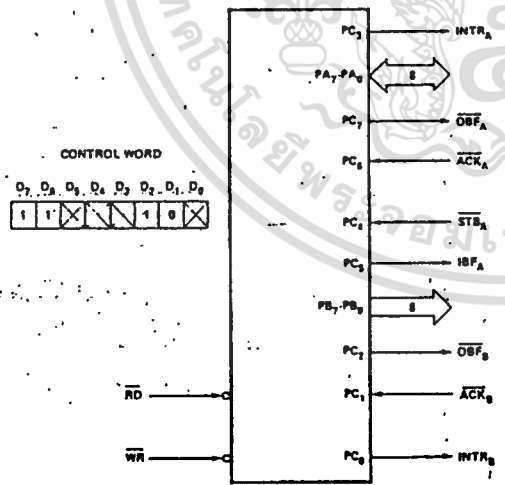 PC3 INTRA
PA7-PA0 8
PC7 OBFA
CONTROL WORD
ACKA
D7 D6 D5 D4 D3 D2 D1 D0
1 1 X 1 0 X
PC4 STBA
PC5 IBFA
PB7-PB0 8
PC2 OBFB
RD PC1 ACKB
WR PC0 INTRB